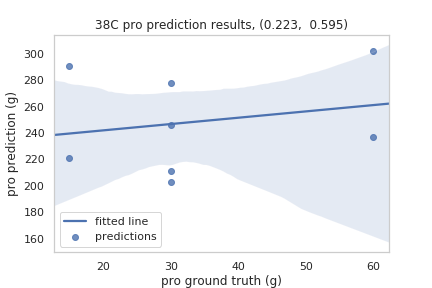 38C pro prediction results, (0.223,  0.595)
pro prediction (g)
300
280
260
240
220
200
180
160
fitted line
predictions
20
30
40
50
60
pro ground truth (g)